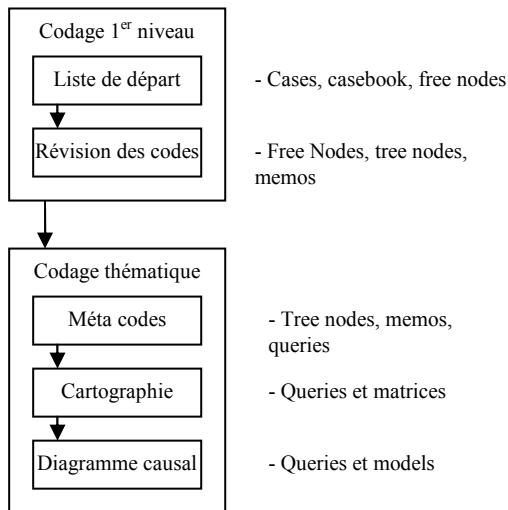 Codage 1er niveau
Liste de départ
- Cases, casebook, free nodes
Révision des codes
- Free Nodes, tree nodes,
memos
Codage thématique
Méta codes
- Tree nodes, memos,
queries
Cartographie
- Queries et matrices
Diagramme causal
- Queries et models